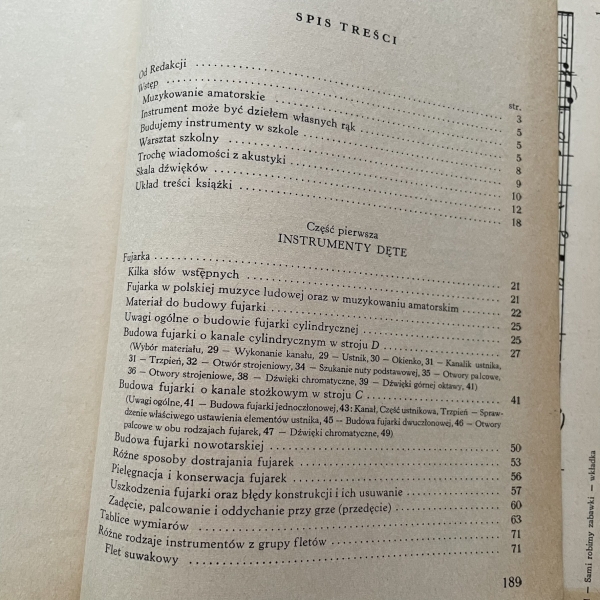 SPIS TREŚCI
str.
Od Redakcji 3
Wstęp 5
Muzykowanie amatorskie 5
Instrument może być dziełem własnych rąk 5
Budujemy instrumenty w szkole 8
Warsztat szkolny 9
Trochę wiadomości z akustyki 10
Skala dźwięków 12
Układ treści książki 18
Część pierwsza
INSTRUMENTY DĘTE
Fujarka 21
Kilka słów wstępnych 21
Fujarka w polskiej muzyce ludowej oraz w muzykowaniu amatorskim 22
Materiał do budowy fujarki 25
Uwagi ogólne o budowie fujarki cylindrycznej 25
Budowa fujarki o kanale cylindrycznym w stroju D 27
(Wybór materiału, 29 — Wykonanie kanału, 29 — Ustnik, 30 — Okienko, 31 — Kanalik ustnika,
31 — Trzpień, 32 — Otwór strojeniowy, 34 — Szukanie nuty podstawowej, 35 — Otwory palcowe,
36 — Otwory strojeniowe, 38 — Dźwięki chromatyczne, 39 — Dźwięki górnej oktawy, 41)
Budowa fujarki o kanale stożkowym w stroju C 41
(Uwagi ogólne, 41 — Budowa fujarki jednoczłonowej, 43: Kanał, Część ustnikowa, Trzpień — Spraw-
dzenie właściwego ustawienia elementów ustnika, 45 — Budowa fujarki dwuczłonowej, 46 — Otwory
palcowe w obu rodzajach fujarek, 47 — Dźwięki chromatyczne, 49)
Budowa fujarki nowotarskiej 50
Różne sposoby dostrajania fujarek 53
Pielęgnacja i konserwacja fujarek 56
Uszkodzenia fujarki oraz błędy konstrukcji i ich usuwanie 57
Zadęcie, palcowanie i oddychanie przy grze (przedęcie) 60
Tablice wymiarów 63
Różne rodzaje instrumentów z grupy fletów 71
Flet suwakowy 71
189
— Sami robimy zabawki — wkładka